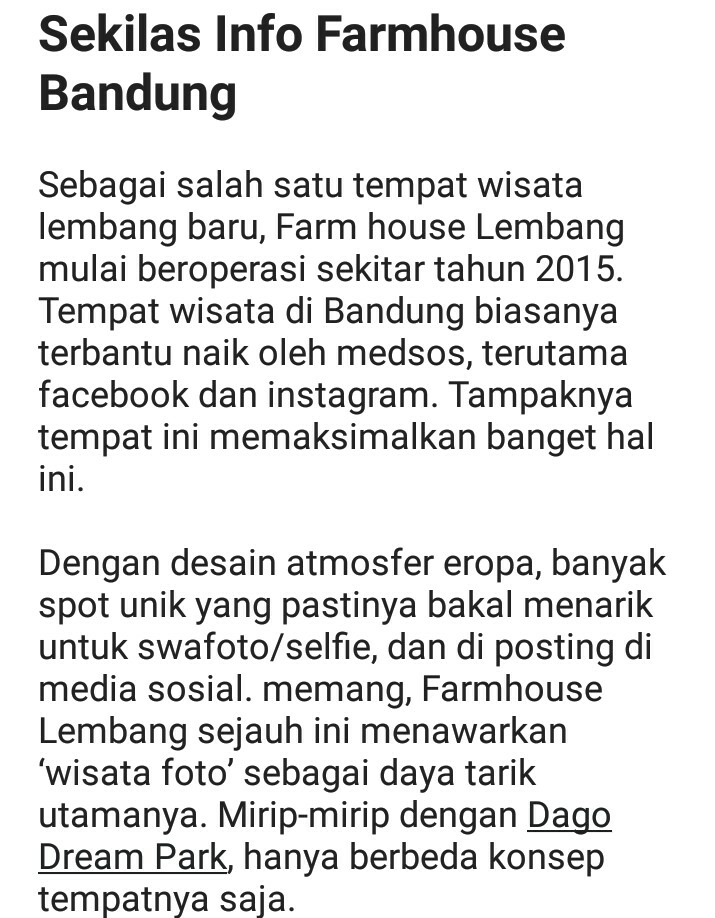 Sekilas Info Farmhouse
Bandung
Sebagai salah satu tempat wisata
lembang baru, Farm house Lembang
mulai beroperasi sekitar tahun 2015.
Tempat wisata di Bandung biasanya
terbantu naik oleh medsos, terutama
facebook dan instagram. Tampaknya
tempat ini memaksimalkan banget hal
ini.
Dengan desain atmosfer eropa, banyak
spot unik yang pastinya bakal menarik
untuk swafoto/selfie, dan di posting di
media sosial. memang, Farmhouse
Lembang sejauh ini menawarkan
‘wisata foto’ sebagai daya tarik
utamanya. Mirip-mirip dengan Dago
Dream Park, hanya berbeda konsep
tempatnya saja.